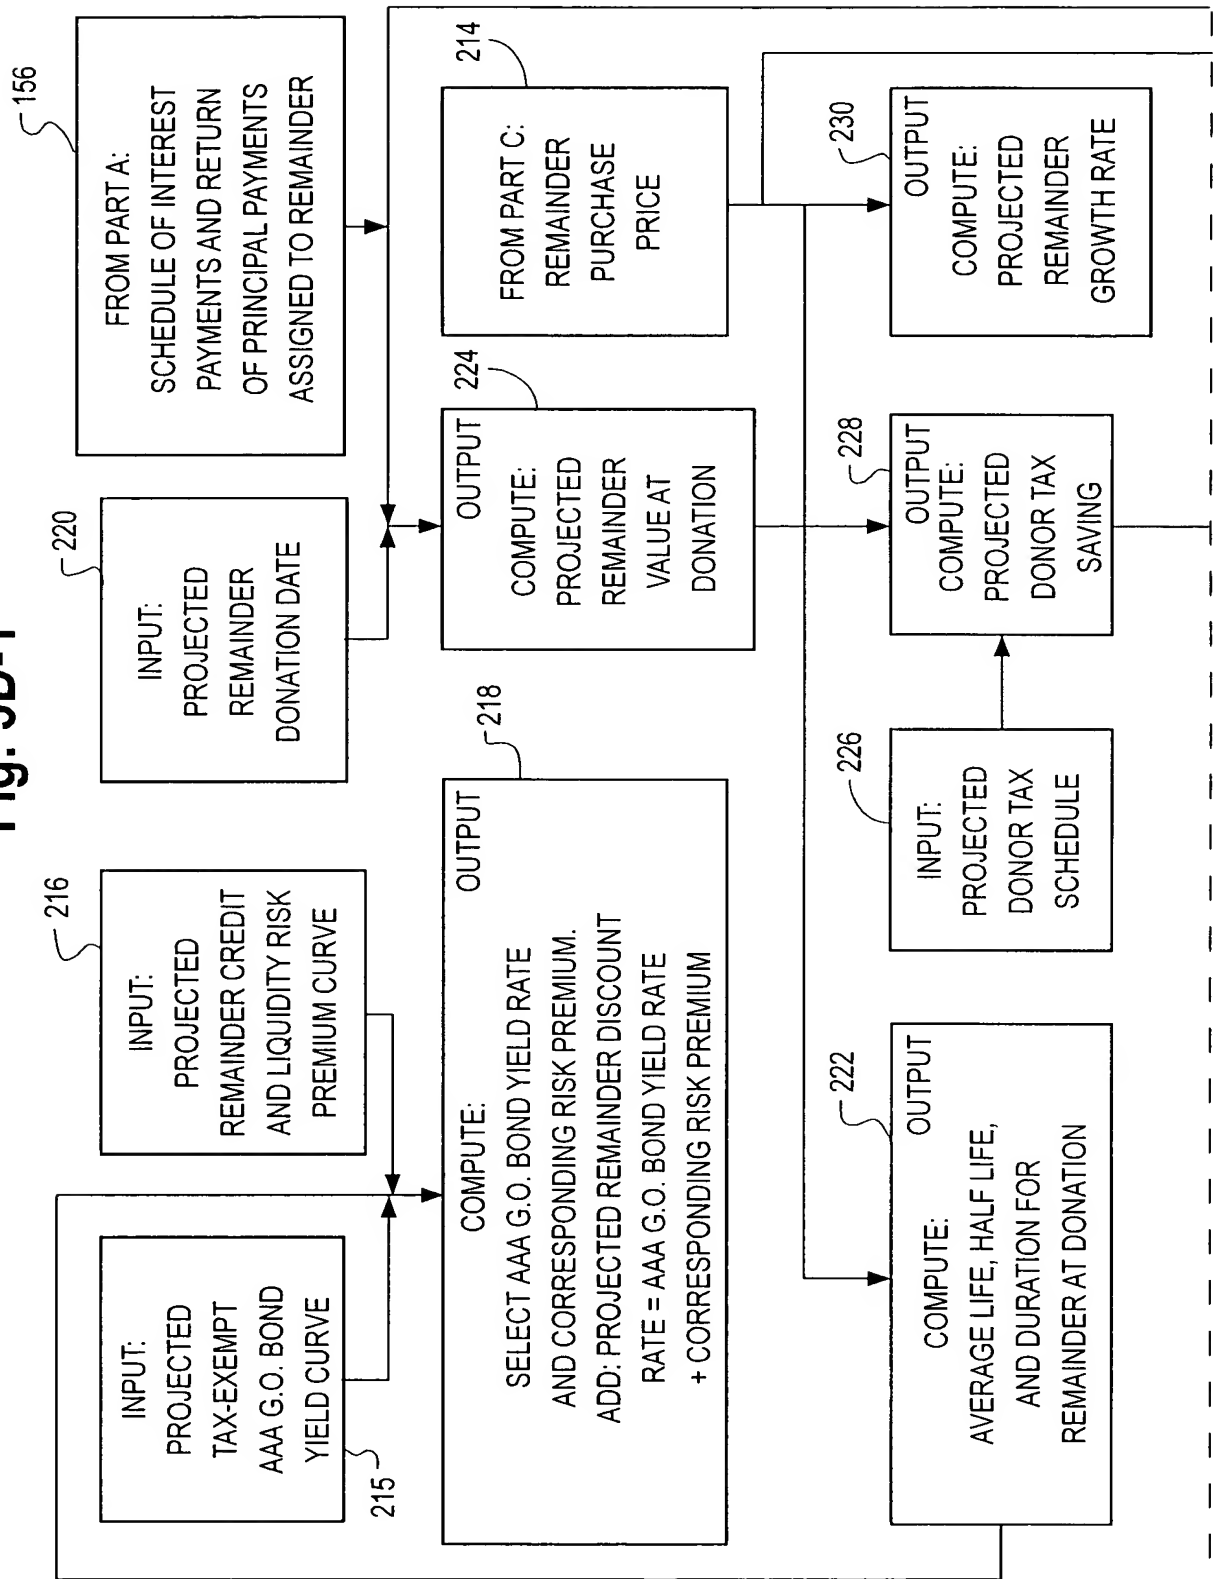 Fig.
215
INPUT:
PROJECTED
TAX-EXEMPT
AAA G.O. BOND
YIELD CURVE
216
INPUT:
PROJECTED
REMAINDER CREDIT
AND LIQUIDITY RISK
PREMIUM CURVE
220
INPUT:
PROJECTED
REMAINDER
DONATION DATE
156
FROM PART A:
SCHEDULE OF INTEREST
PAYMENTS AND RETURN
OF PRINCIPAL PAYMENTS
ASSIGNED TO REMAINDER
218
OUTPUT
COMPUTE:
SELECT AAA G.O. BOND YIELD RATE
AND CORRESPONDING RISK PREMIUM.
ADD: PROJECTED REMAINDER DISCOUNT
RATE = AAA G.O. BOND YIELD RATE
+ CORRESPONDING RISK PREMIUM
224
OUTPUT
COMPUTE:
PROJECTED
REMAINDER
VALUE AT
DONATION
214
FROM PART C:
REMAINDER
PURCHASE
PRICE
222
OUTPUT
COMPUTE:
AVERAGE LIFE, HALF LIFE,
AND DURATION FOR
REMAINDER AT DONATION
226
INPUT:
PROJECTED
DONOR TAX
SCHEDULE
228
OUTPUT
COMPUTE:
PROJECTED
DONOR TAX
SAVING
230
OUTPUT
COMPUTE:
PROJECTED
REMAINDER
GROWTH RATE